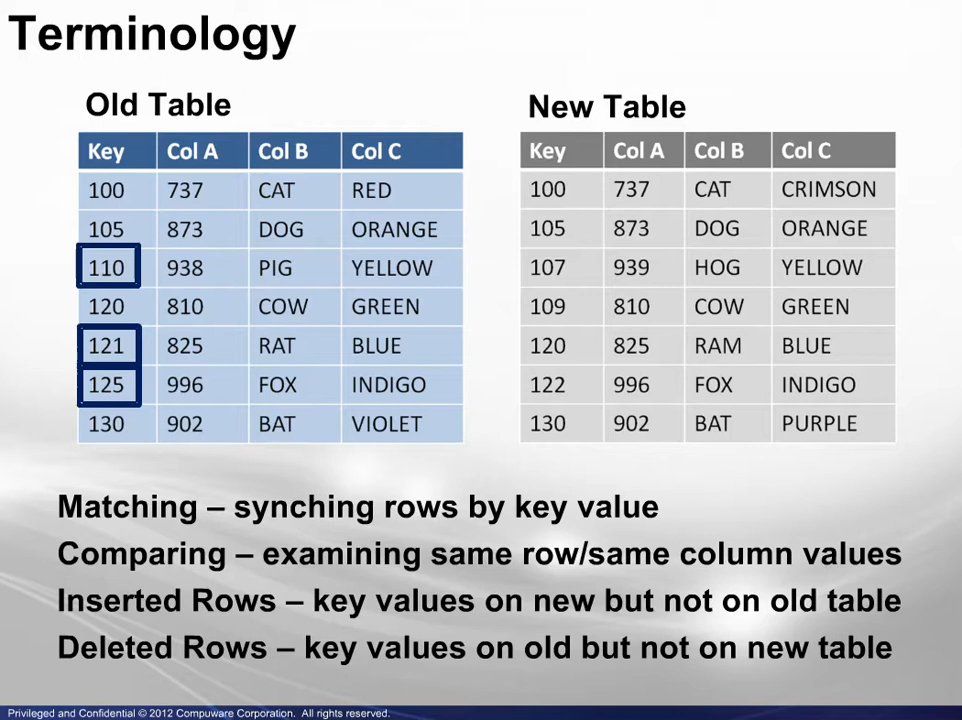 Terminology
Old Table
Key Col A Col B Col C
100 737 CAT RED
105 873 DOG ORANGE
110 938 PIG YELLOW
120 810 COW GREEN
121 825 RAT BLUE
125 996 FOX INDIGO
130 902 BAT VIOLET
New Table
Key Col A Col B Col C
100 737 CAT CRIMSON
105 873 DOG ORANGE
107 939 HOG YELLOW
109 810 COW GREEN
120 825 RAM BLUE
122 996 FOX INDIGO
130 902 BAT PURPLE
Matching – synching rows by key value
Comparing – examining same row/same column values
Inserted Rows – key values on new but not on old table
Deleted Rows – key values on old but not on new table
Privileged and Confidential © 2012 Compuware Corporation. All rights reserved.